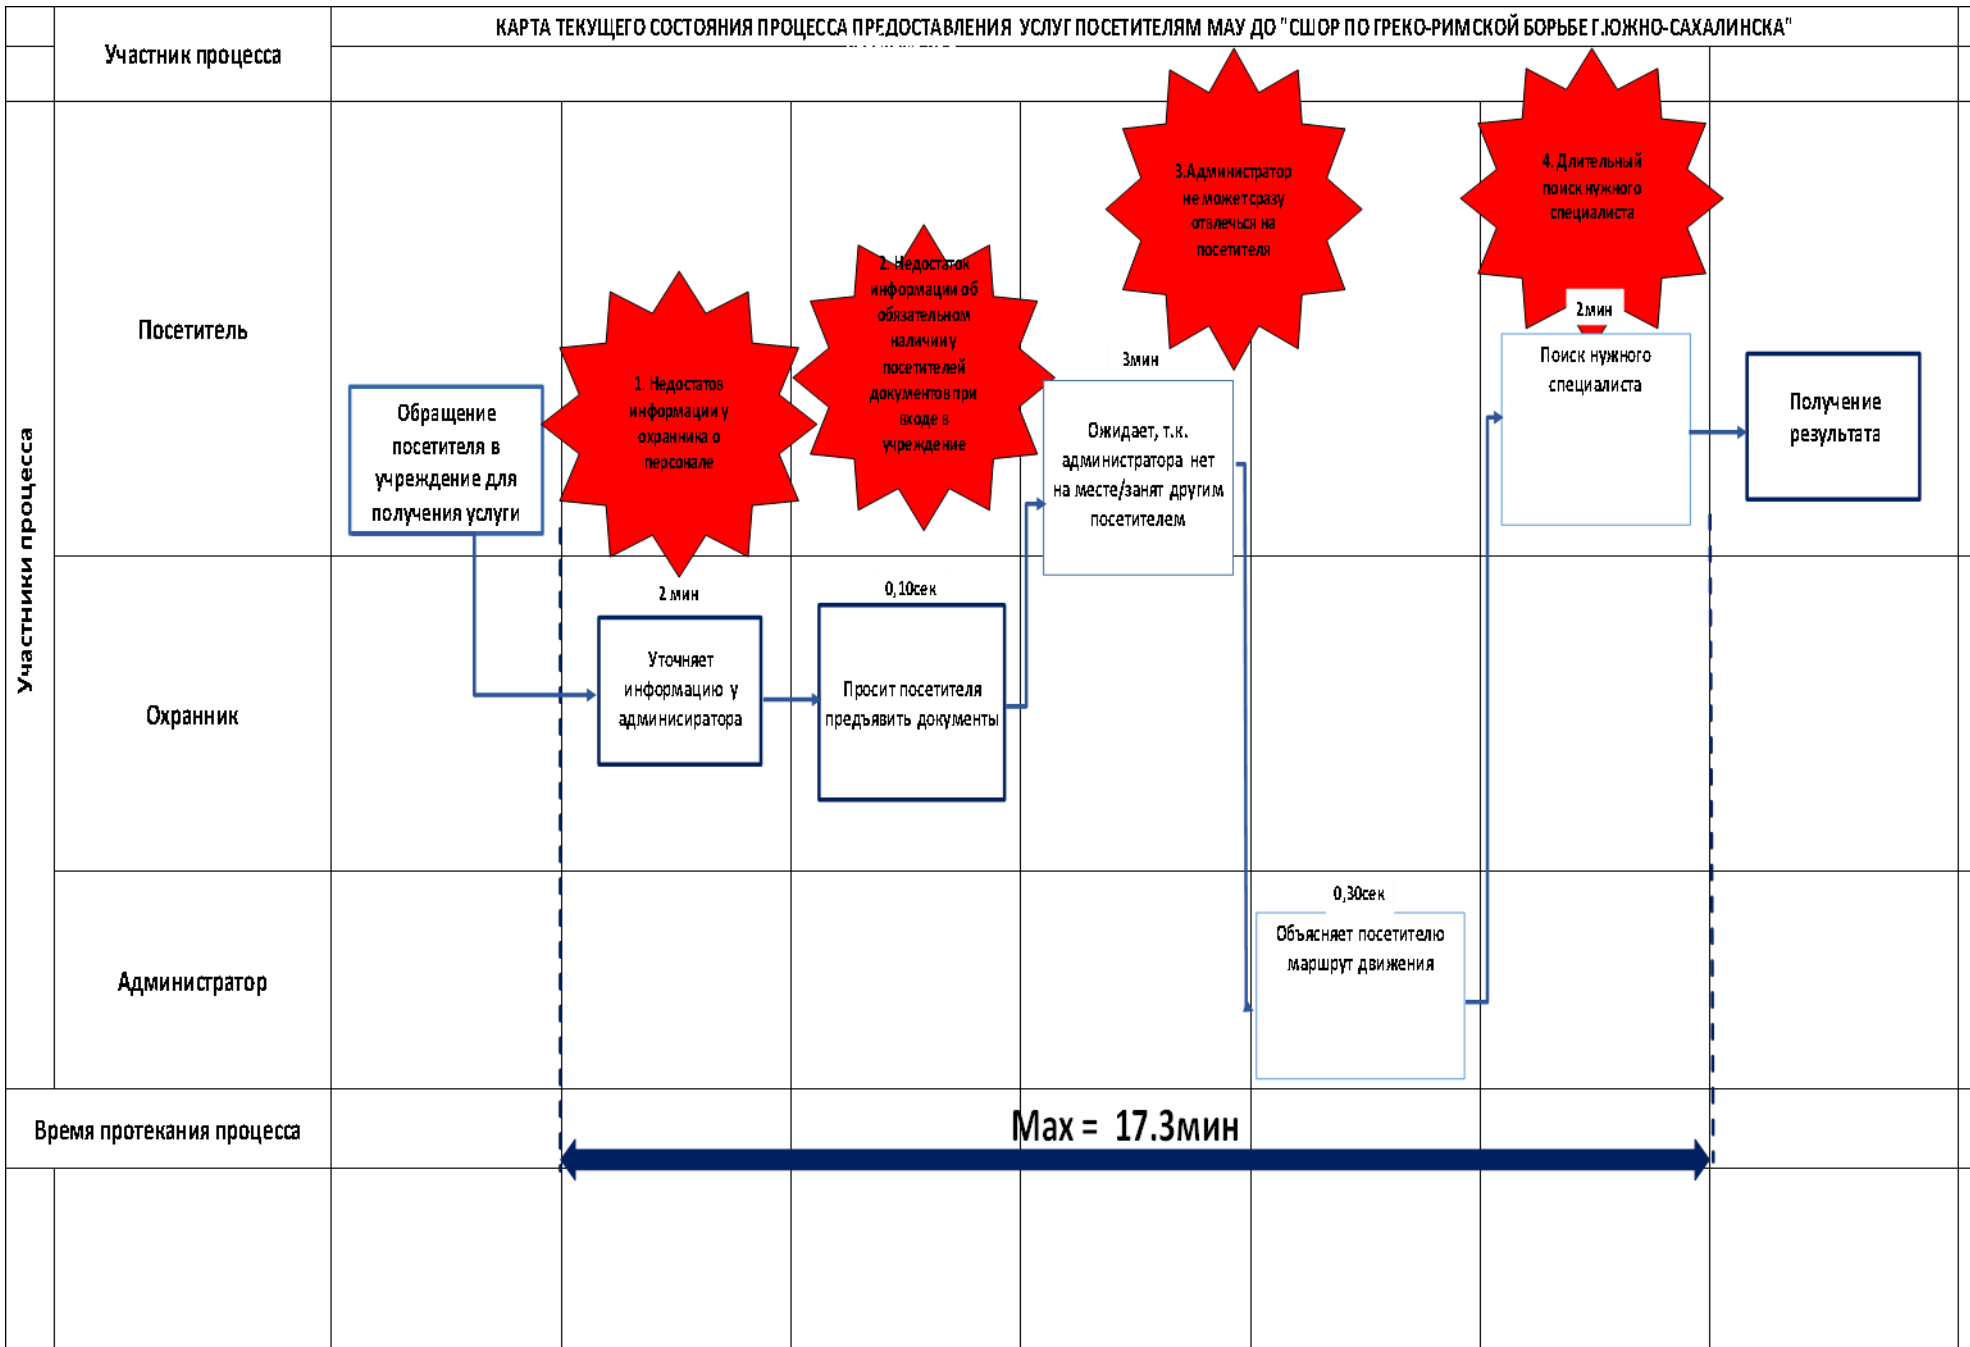 КАРТА ТЕКУЩЕГО СОСТОЯНИЯ ПРОЦЕССА ПРЕДОСТАВЛЕНИЯ УСЛУГ ПОСЕТИТЕЛЯМ МАУ ДО "СШОР ПО ГРЕКО-РИМСКОЙ БОРЬБЕ Г.ЮЖНО-САХАЛИНСКА"
Участник процесса
Участники процесса
Посетитель
Обращение
посетителя в
учреждение для
получения услуги
1. Недостатов
информации у
охранника о
персонале
2. Недостаток
информации об
обязательном
наличии у
посетителей
документов при
входе в
учреждение
3.Администратор
не может сразу
отвлечься на
посетителя
4. Длительный
поиск нужного
специалиста
3мин
Ожидает, т.к.
администратора нет
на месте/занят другим
посетителем
2мин
Поиск нужного
специалиста
Получение
результата
Охранник
2 мин
Уточняет
информацию у
админисиратора
0,10сек
Просит посетителя
предъявить документы
Администратор
0,30сек
Объясняет посетителю
маршрут движения
Время протекания процесса
Max = 17.3мин